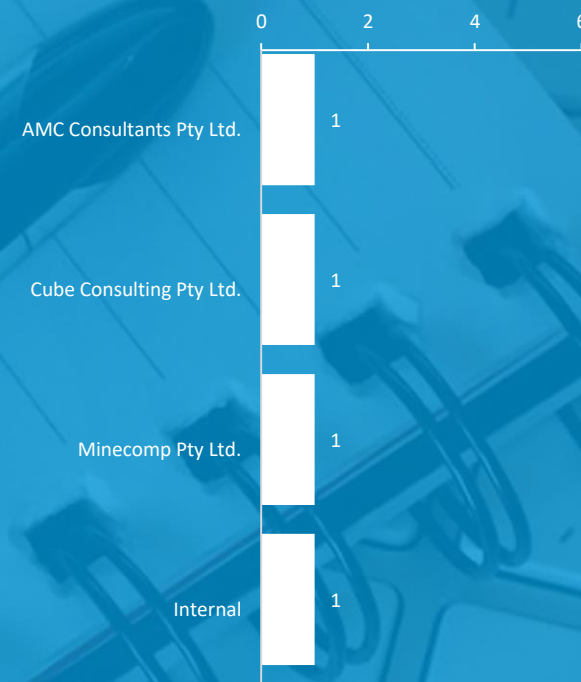 0 2 4 6
AMC Consultants Pty Ltd. 1
Cube Consulting Pty Ltd. 1
Minecomp Pty Ltd. 1
Internal 1